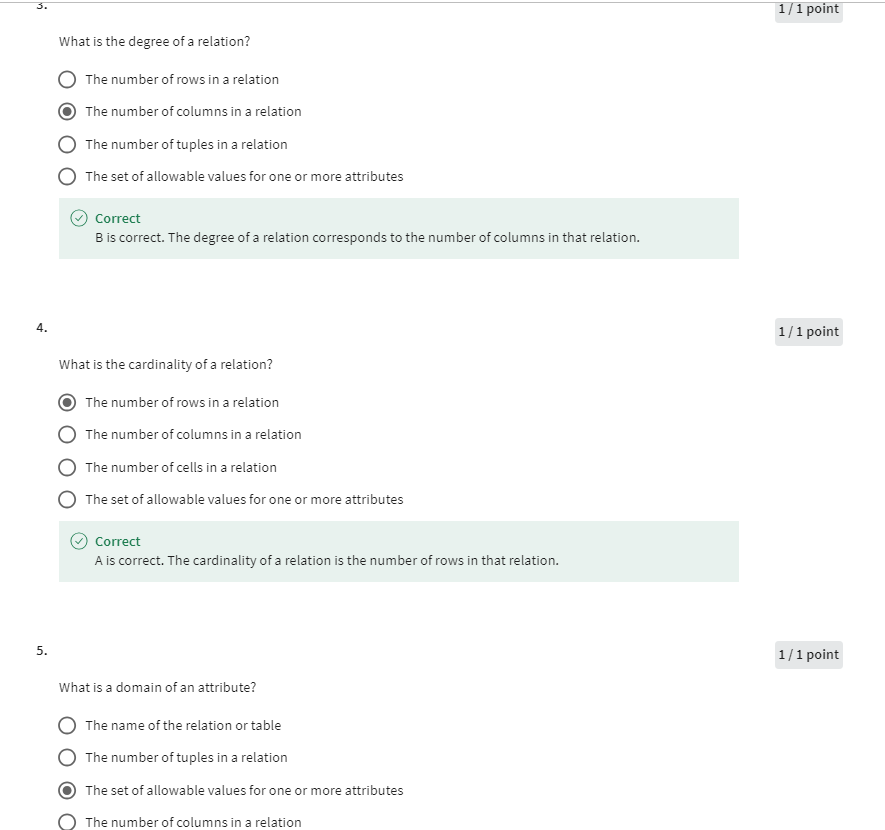 3.
1 / 1 point
What is the degree of a relation?
The number of rows in a relation
The number of columns in a relation
The number of tuples in a relation
The set of allowable values for one or more attributes
Correct
B is correct. The degree of a relation corresponds to the number of columns in that relation.
4.
1 / 1 point
What is the cardinality of a relation?
The number of rows in a relation
The number of columns in a relation
The number of cells in a relation
The set of allowable values for one or more attributes
Correct
A is correct. The cardinality of a relation is the number of rows in that relation.
5.
1 / 1 point
What is a domain of an attribute?
The name of the relation or table
The number of tuples in a relation
The set of allowable values for one or more attributes
The number of columns in a relation